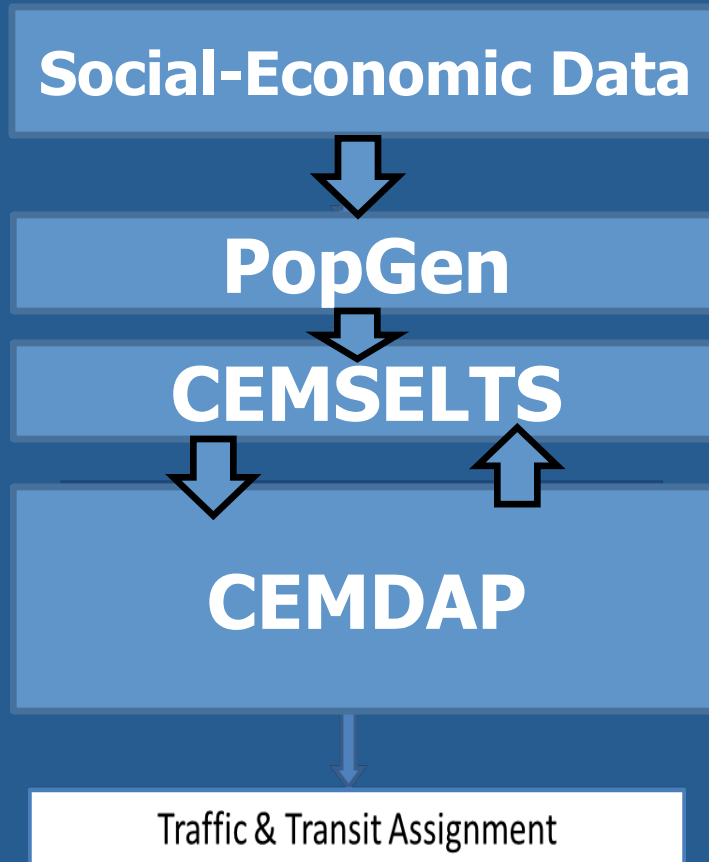 Social-Economic Data
PopGen
CEMSELTS
CEMDAP
Traffic & Transit Assignment